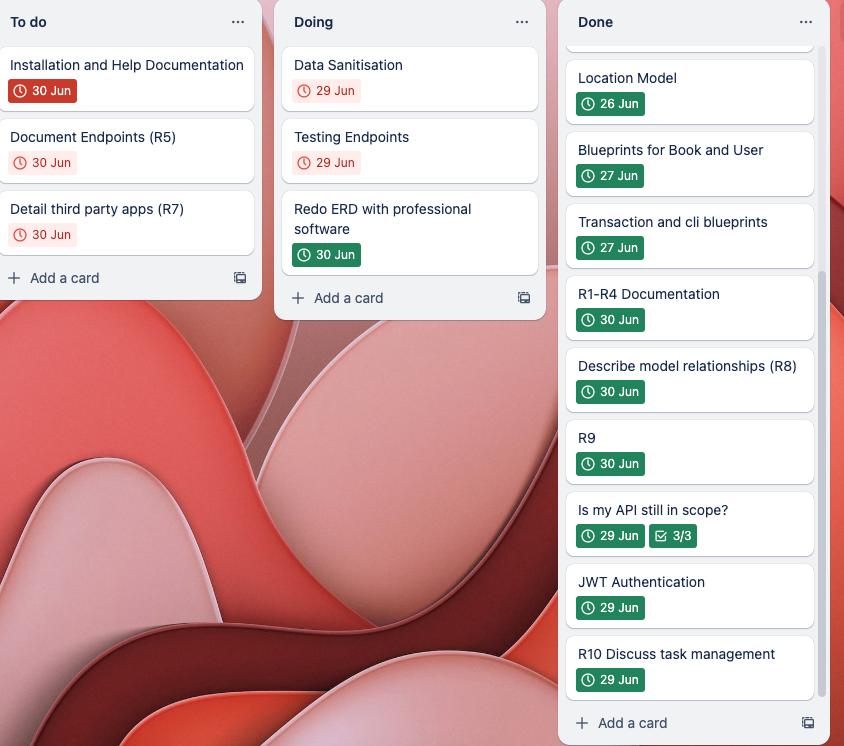 To do
Installation and Help Documentation
30 Jun
Document Endpoints (R5)
30 Jun
Detail third party apps (R7)
30 Jun
Add a card
Doing
Data Sanitisation
29 Jun
Testing Endpoints
29 Jun
Redo ERD with professional
software
30 Jun
Add a card
Done
Location Model
26 Jun
Blueprints for Book and User
27 Jun
Transaction and cli blueprints
27 Jun
R1-R4 Documentation
30 Jun
Describe model relationships (R8)
30 Jun
R9
30 Jun
Is my API still in scope?
29 Jun 3/3
JWT Authentication
29 Jun
R10 Discuss task management
29 Jun
Add a card